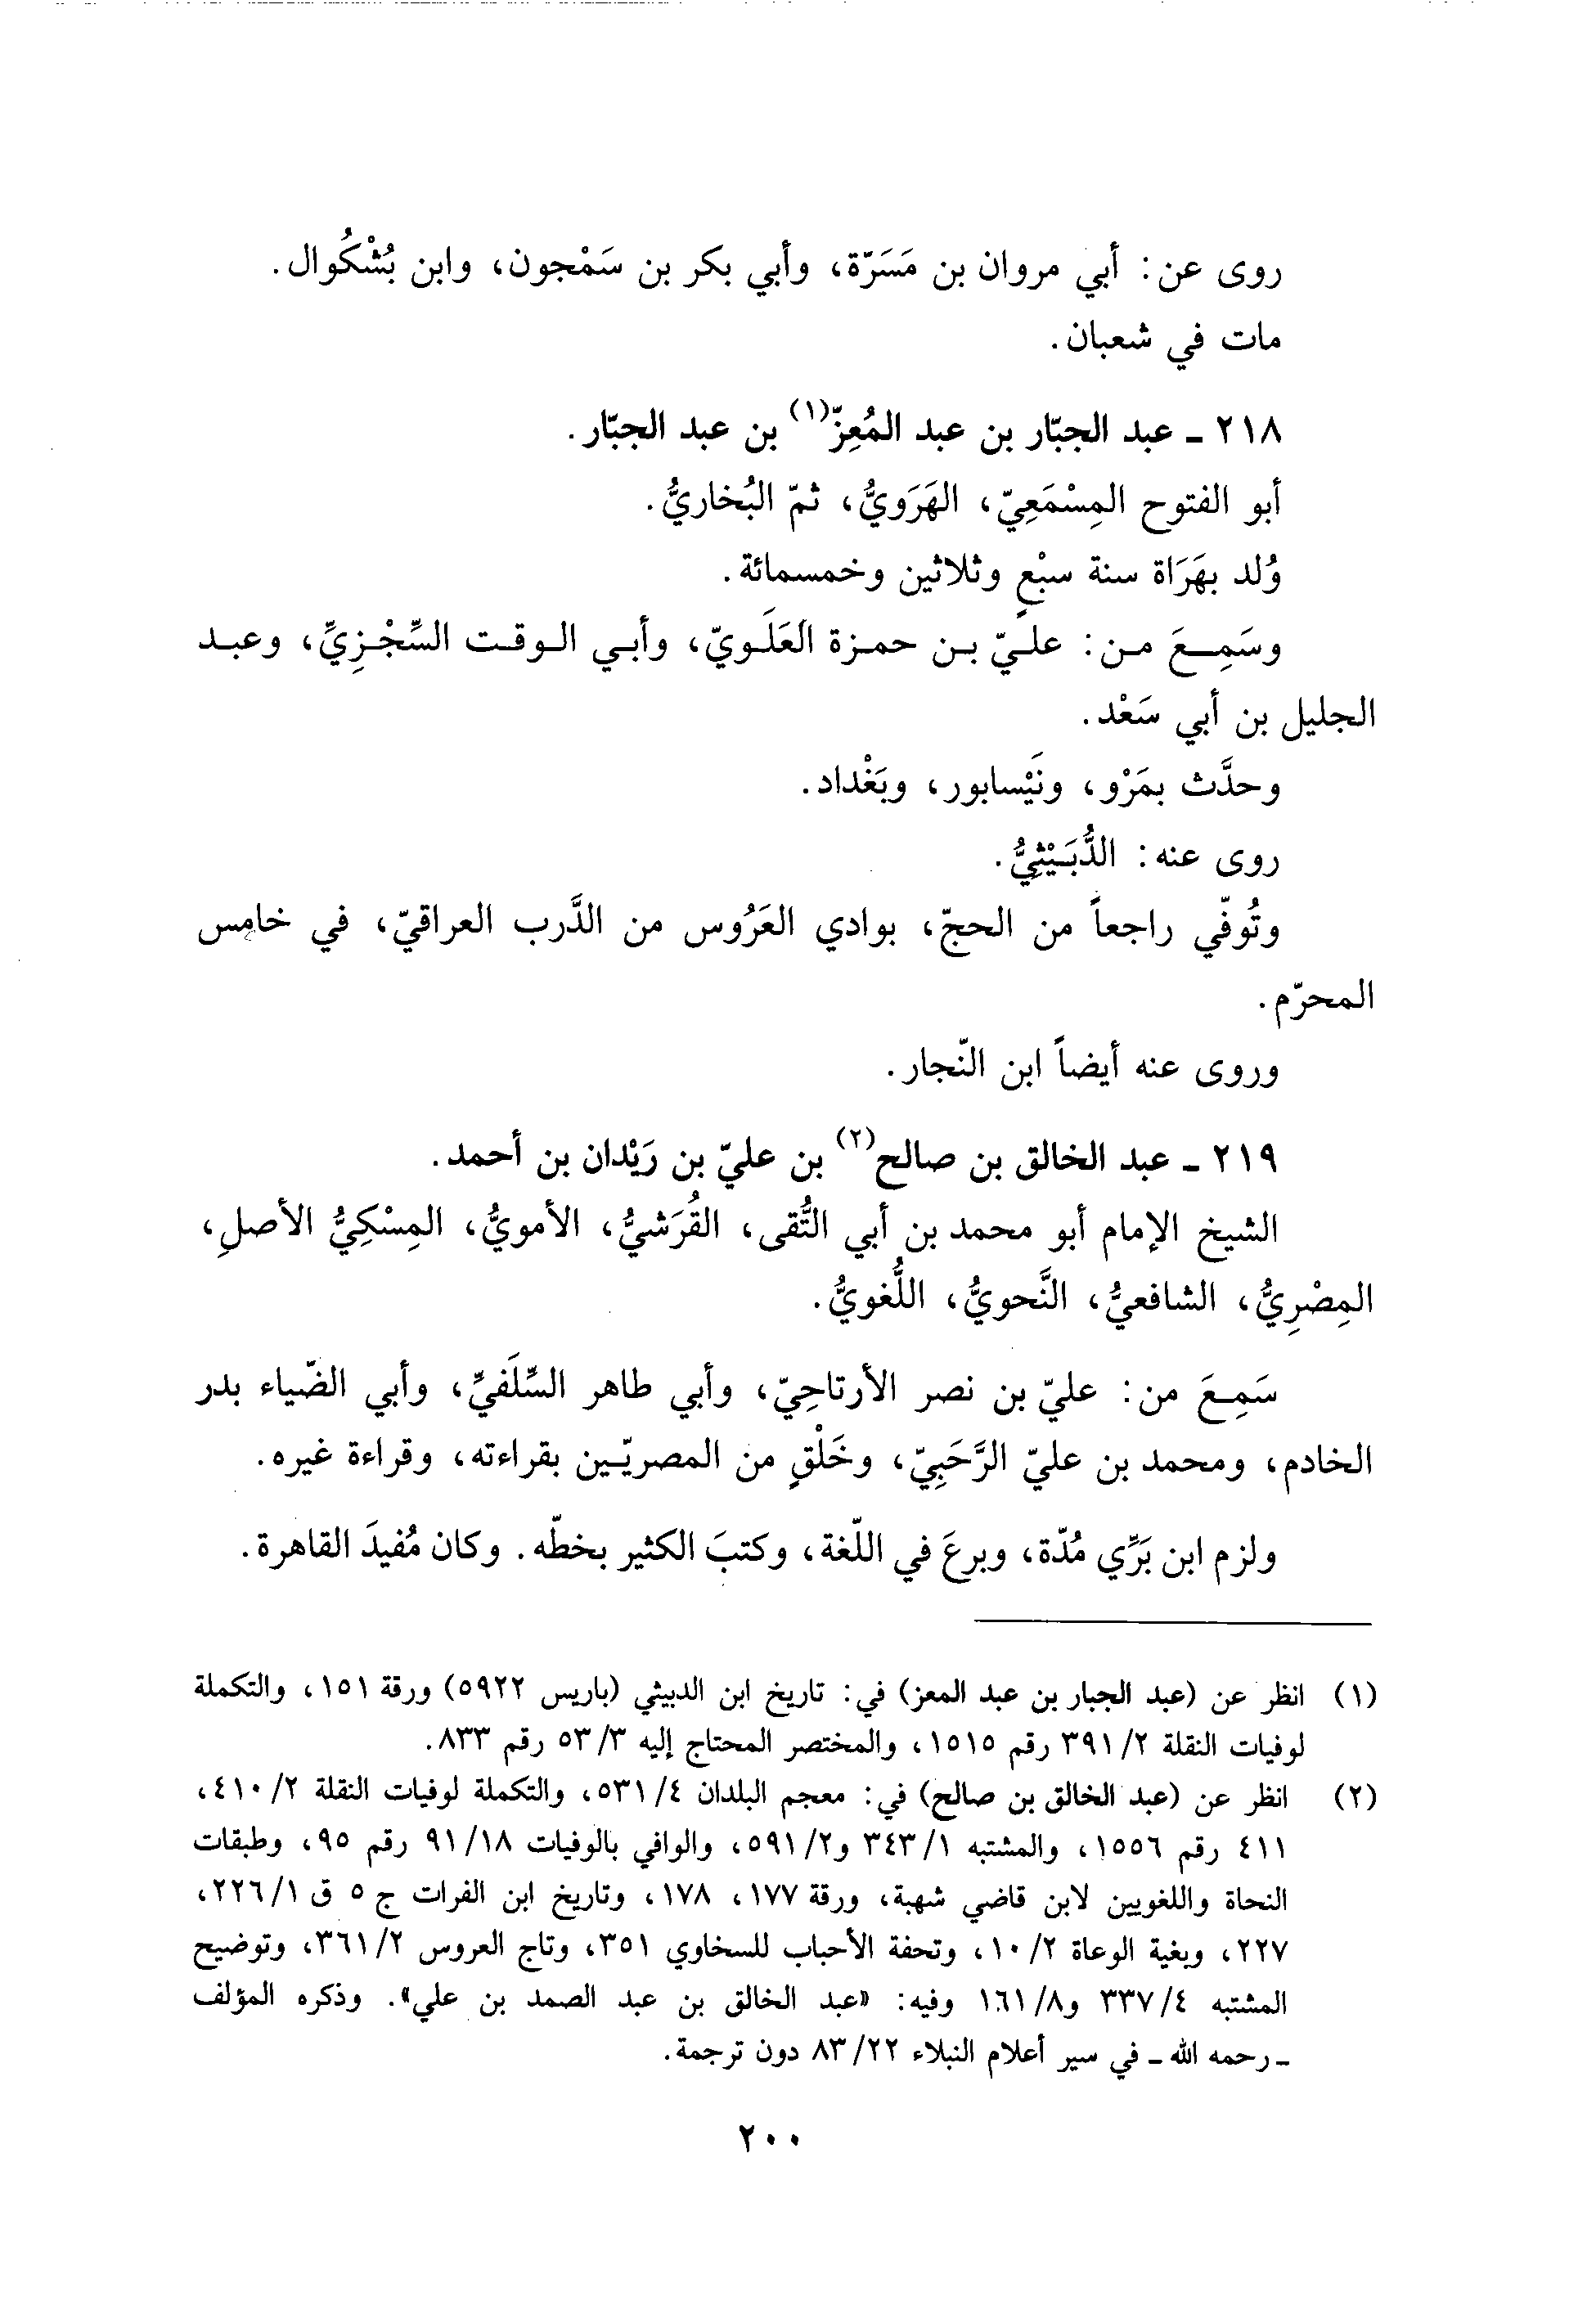 روى عن: أبي مروان بن مَسَرّة، وأبي بكر بن سَمْجون، وابن بُشْكُوال.
مات في شعبان.
٢١٨ - عبد الجبّار بن عبد المُعِزّ(١) بن عبد الجبّار.
أبو الفتوح المِسْمَعِيّ، الهَرَويُّ، ثمّ البُخاريُّ.
وُلد بهَرَاة سنة سبْعٍ وثلاثين وخمسمائة.
وسَمِـعَ من: عليّ بن حمزة العَلَويّ، وأبي الوقت السِّجْزِيِّ، وعبد
الجليل بن أبي سَعْد.
وحدَّث بمَرْو، ونَيْسابور، وبَغْداد.
روى عنه: الدُّبَيْثِيُّ.
وتُوفّي راجعاً من الحجّ، بوادي العَرُوس من الدَّرب العراقيّ، في خامس
المحرّم.
وروى عنه أيضاً ابن النّجار.
٢١٩ - عبد الخالق بن صالح(٢) بن عليّ بن رَيْدان بن أحمد.
الشيخ الإمام أبو محمد بن أبي التُّقى، القُرَشيُّ، الأمويُّ، المِسْكِيُّ الأصلِ،
المِصْرِيُّ، الشافعيُّ، النَّحويُّ، اللُّغويُّ.
سَمِـعَ من: عليّ بن نصر الأرتاحِيّ، وأبي طاهر السِّلَفيِّ، وأبي الضّياء بدر
الخادم، ومحمد بن عليّ الرَّحَبِيّ، وخَلْقٍ من المصريّين بقراءته، وقراءة غيره.
ولزم ابن بَرِّي مُدّة، وبرعَ في اللّغة، وكتبَ الكثير بخطّه. وكان مُفيدَ القاهرة.
(١) انظر عن (عبد الجبار بن عبد المعز) في: تاريخ ابن الدبيثي (باريس ٥٩٢٢) ورقة ١٥١، والتكملة
لوفيات النقلة ٣٩١/٢ رقم ١٥١٥، والمختصر المحتاج إليه ٥٣/٣ رقم ٨٣٣.
(٢) انظر عن (عبد الخالق بن صالح) في: معجم البلدان ٥٣١/٤، والتكملة لوفيات النقلة ٤١٠/٢،
٤١١ رقم ١٥٥٦، والمشتبه ٣٤٣/١ و٥٩١/٢، والوافي بالوفيات ٩١/١٨ رقم ٩٥، وطبقات
النحاة واللغويين لابن قاضي شهبة، ورقة ١٧٧، ١٧٨، وتاريخ ابن الفرات ج ٥ ق ٢٢٦/١،
٢٢٧، وبغية الوعاة ١٠/٢، وتحفة الأحباب للسخاوي ٣٥١، وتاج العروس ٣٦١/٢، وتوضيح
المشتبه ٣٣٧/٤ و١٦١/٨ وفيه: «عبد الخالق بن عبد الصمد بن علي». وذكره المؤلف
- رحمه الله - في سير أعلام النبلاء ٨٣/٢٢ دون ترجمة.
٢٠٠